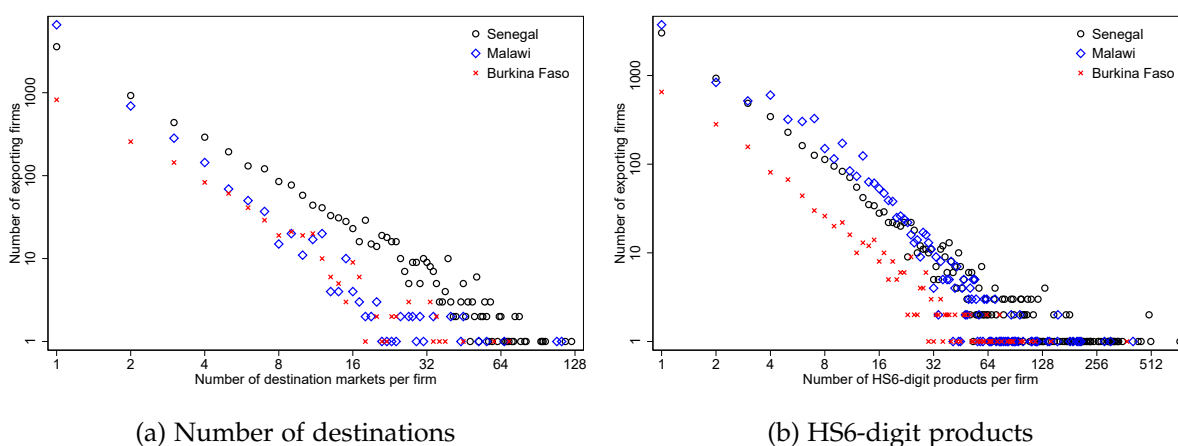 Number of exporting firms
1000
100
10
1
Senegal
Malawi
Burkina Faso
1 2 4 8 16 32 64 128
Number of destination markets per firm
(a) Number of destinations
Number of exporting firms
1000
100
10
1
Senegal
Malawi
Burkina Faso
1 2 4 8 16 32 64 128 256 512
Number of HS6-digit products per firm
(b) HS6-digit products